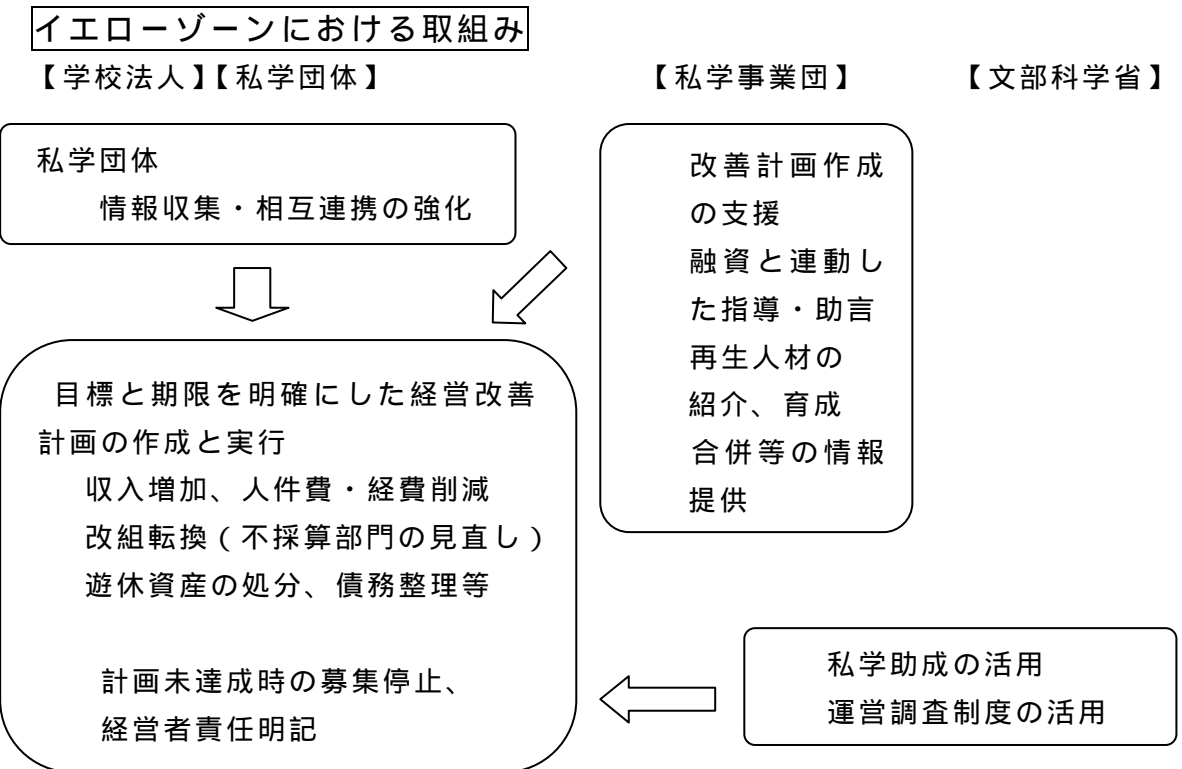 イエローゾーンにおける取組み
【学校法人】【私学団体】
【私学事業団】
【文部科学省】
私学団体
情報収集・相互連携の強化
改善計画作成
の支援
融資と連動し
た指導・助言
再生人材の
紹介、育成
合併等の情報
提供
目標と期限を明確にした経営改善
計画の作成と実行
収入増加、人件費・経費削減
改組転換(不採算部門の見直し)
遊休資産の処分、債務整理等
計画未達成時の募集停止、
経営者責任明記
私学助成の活用
運営調査制度の活用